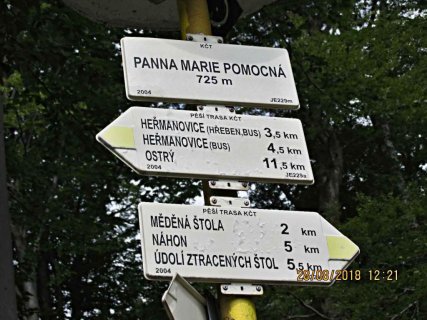 KČT
PANNA MARIE POMOCNÁ
725 m
2004 JE229m
PĚŠÍ TRASA KČT
HEŘMANOVICE (HŘEBEN,BUS) 3,5 km
HEŘMANOVICE (BUS) 4,5 km
OSTRÝ 11,5 km
2004 JE229a
PĚŠÍ TRASA KČT
MĚDĚNÁ ŠTOLA 2 km
NÁHON 5 km
ÚDOLÍ ZTRACENÝCH ŠTOL 5,5 km
2004
28/08/2018 12:21